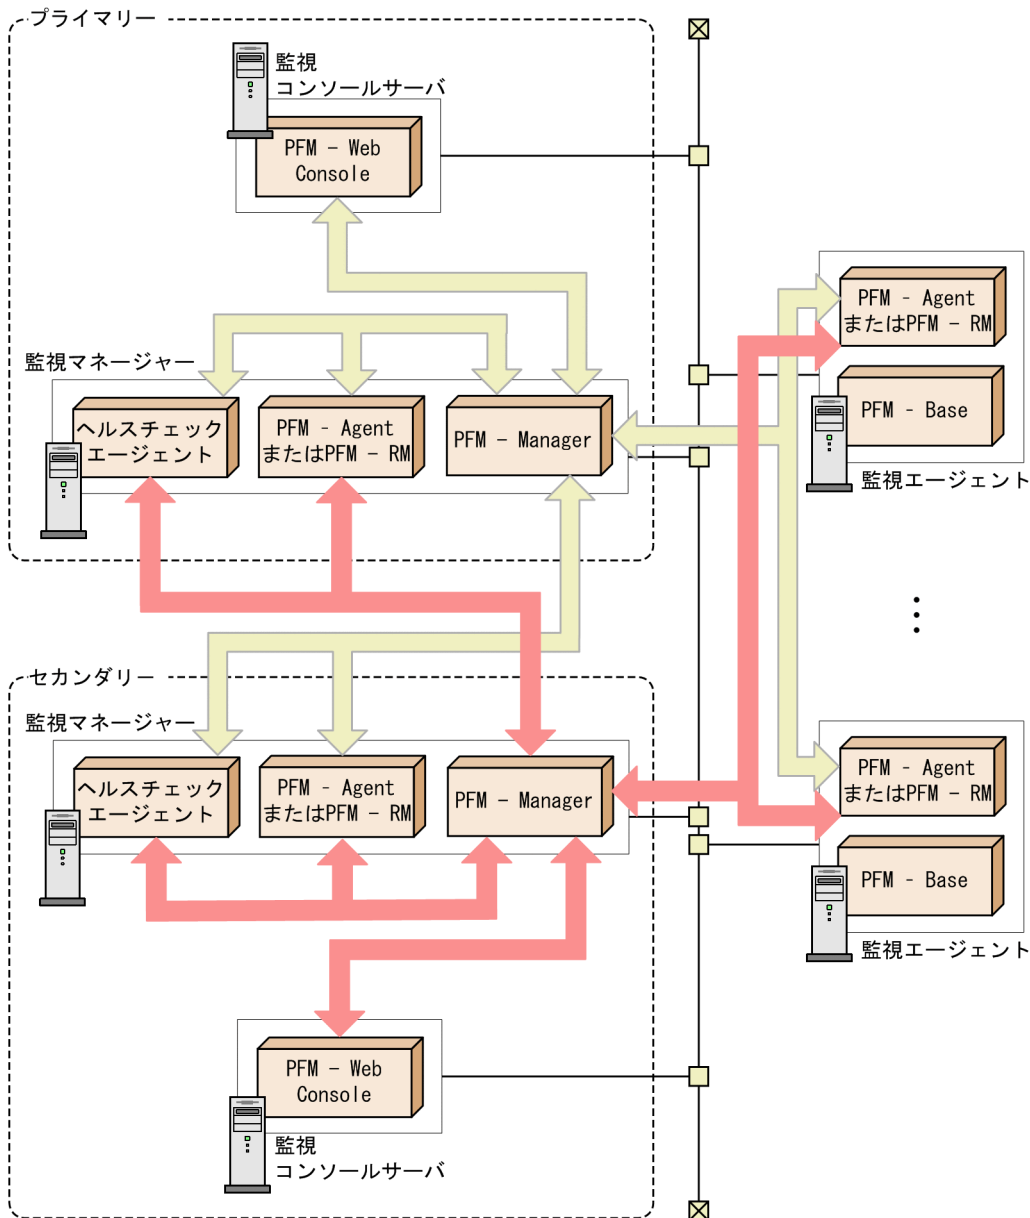 プライマリー
監視
コンソールサーバ
PFM － Web
Console
監視マネージャー
ヘルスチェック
エージェント
PFM － Agent
またはPFM － RM
PFM － Manager
PFM － Agent
またはPFM － RM
PFM － Base
監視エージェント
⋮
セカンダリー
監視マネージャー
ヘルスチェック
エージェント
PFM － Agent
またはPFM － RM
PFM － Manager
PFM － Agent
またはPFM － RM
PFM － Base
監視エージェント
PFM － Web
Console
監視
コンソールサーバ